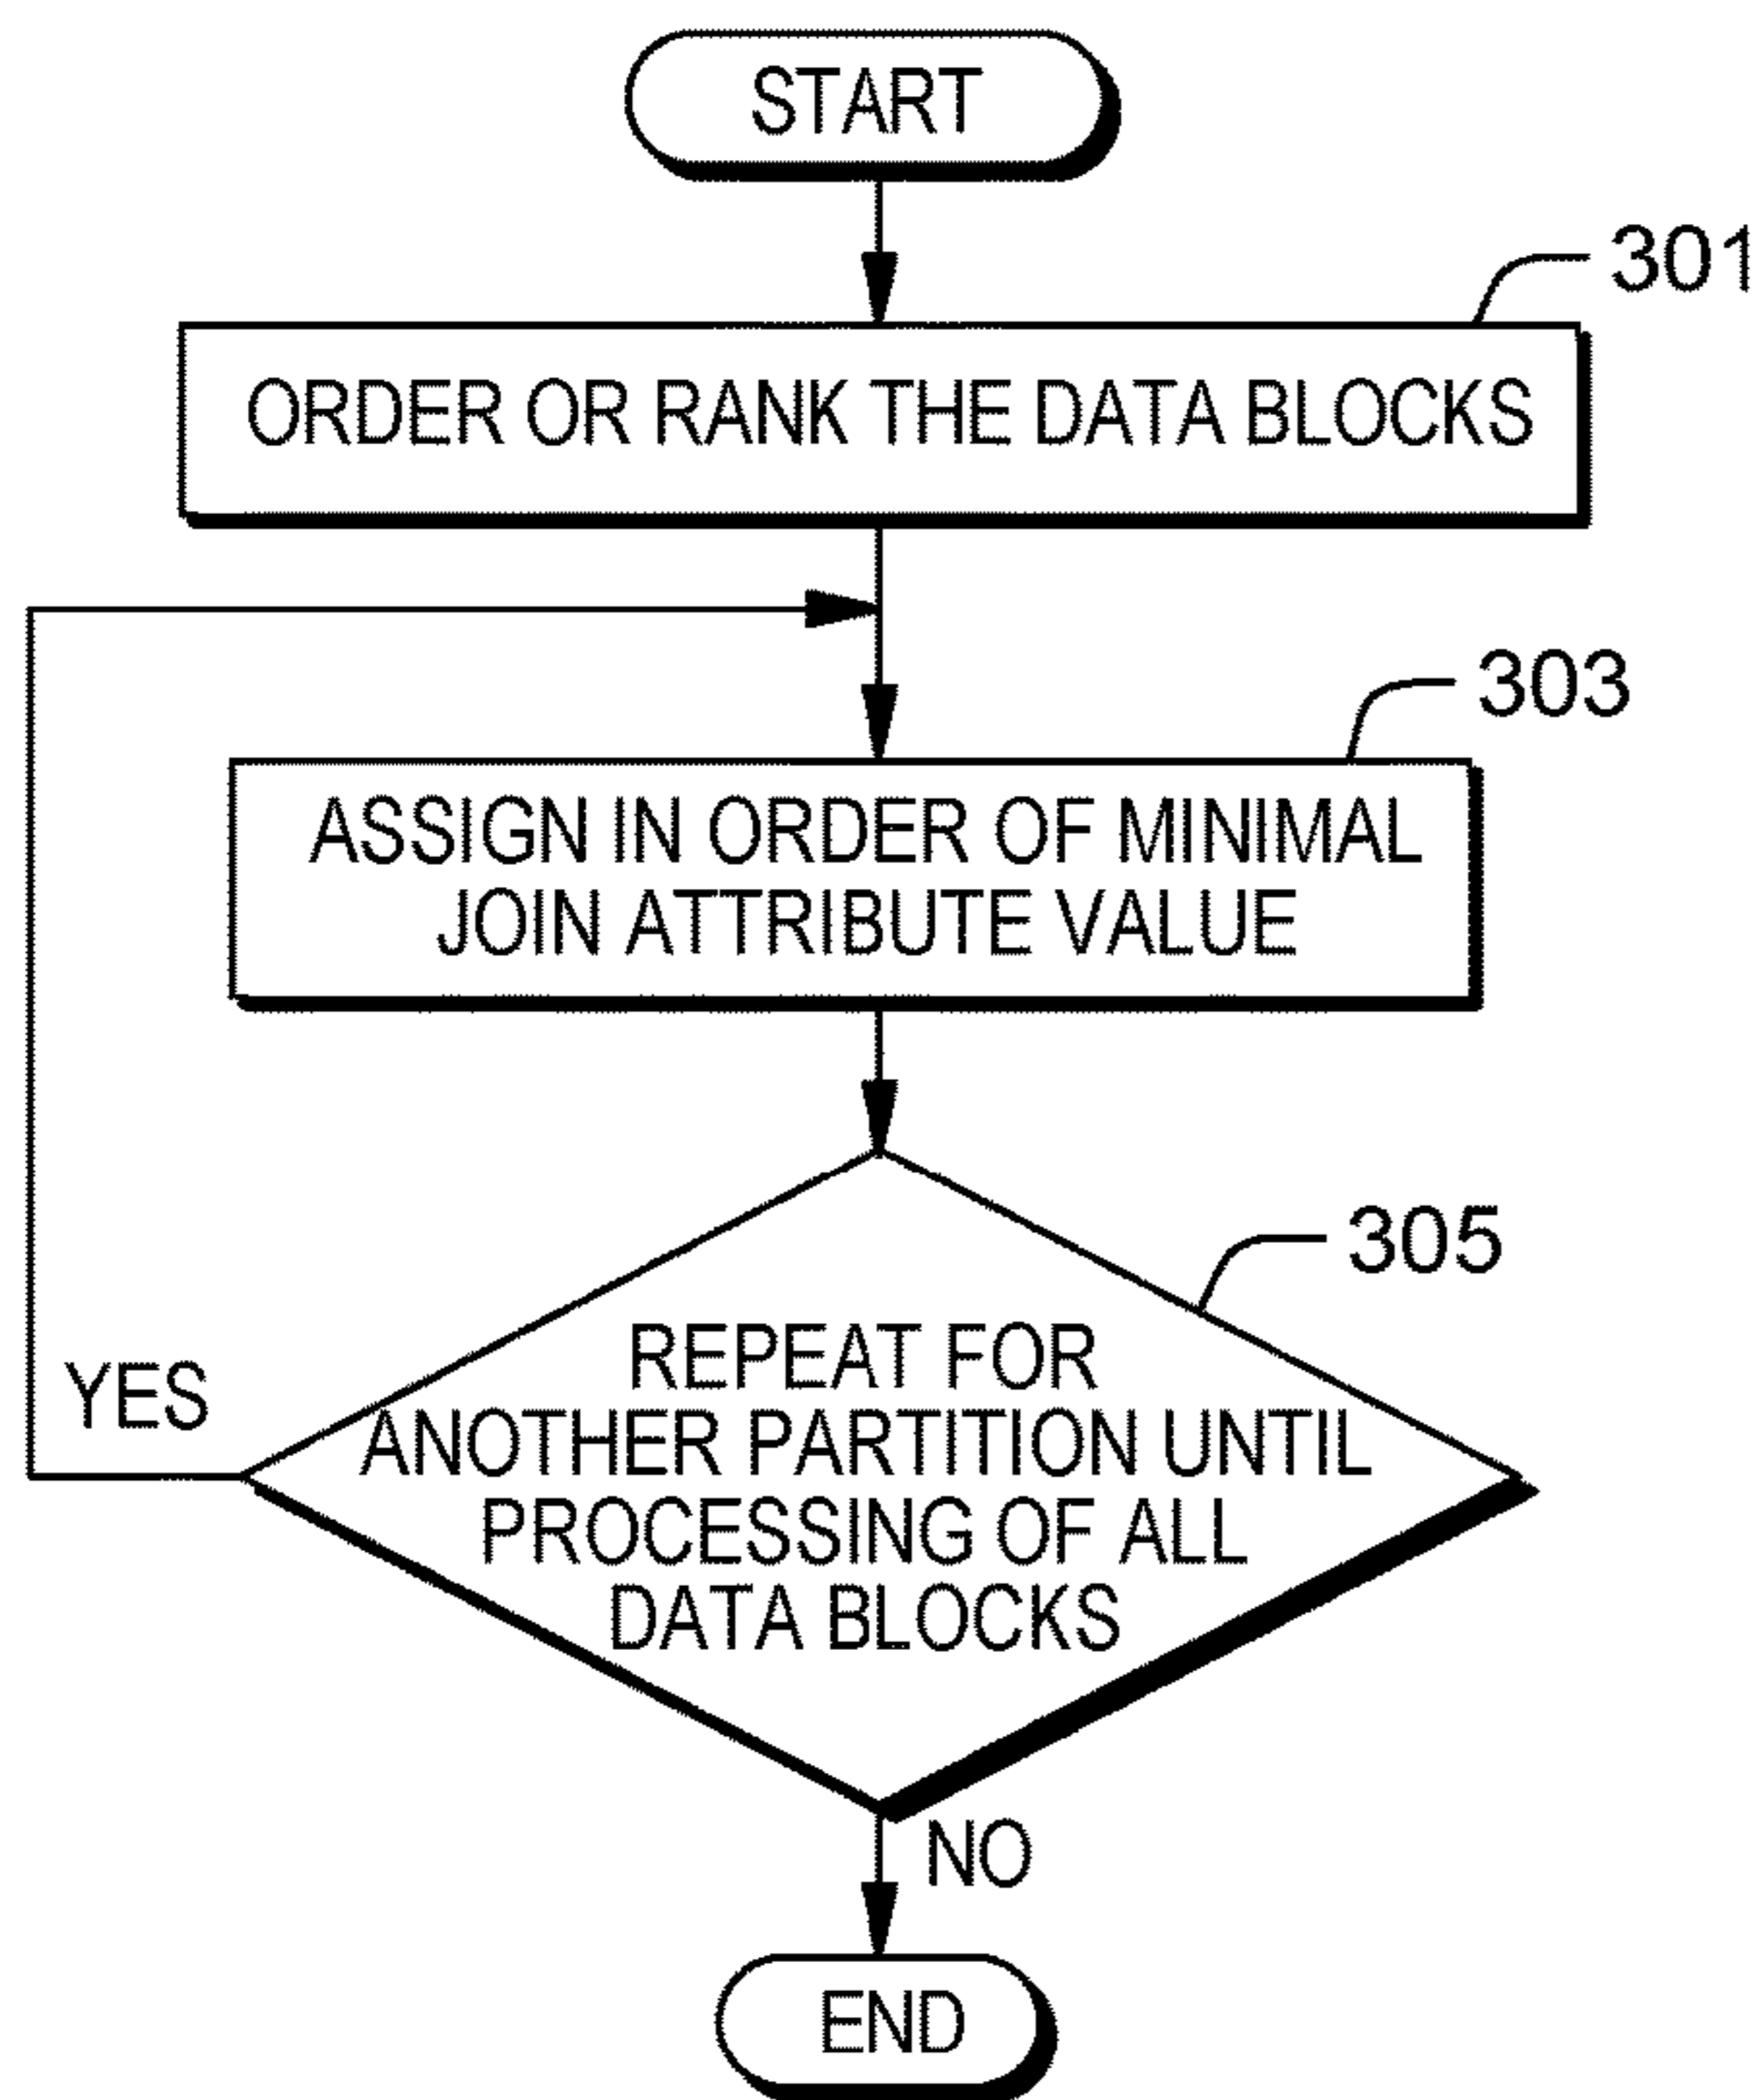 START
301
ORDER OR RANK THE DATA BLOCKS
303
ASSIGN IN ORDER OF MINIMAL
JOIN ATTRIBUTE VALUE
305
REPEAT FOR
ANOTHER PARTITION UNTIL
PROCESSING OF ALL
DATA BLOCKS
YES
NO
END